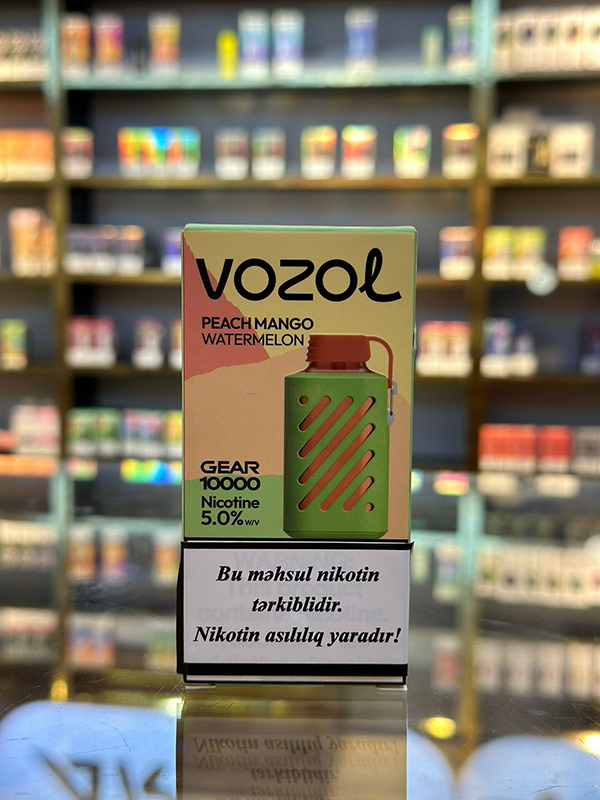 VOZOL
PEACH MANGO
WATERMELON
GEAR
10000
Nicotine
5.0% w/v
Bu məhsul nikotin
tərkiblidir.
Nikotin asılılıq yaradır!